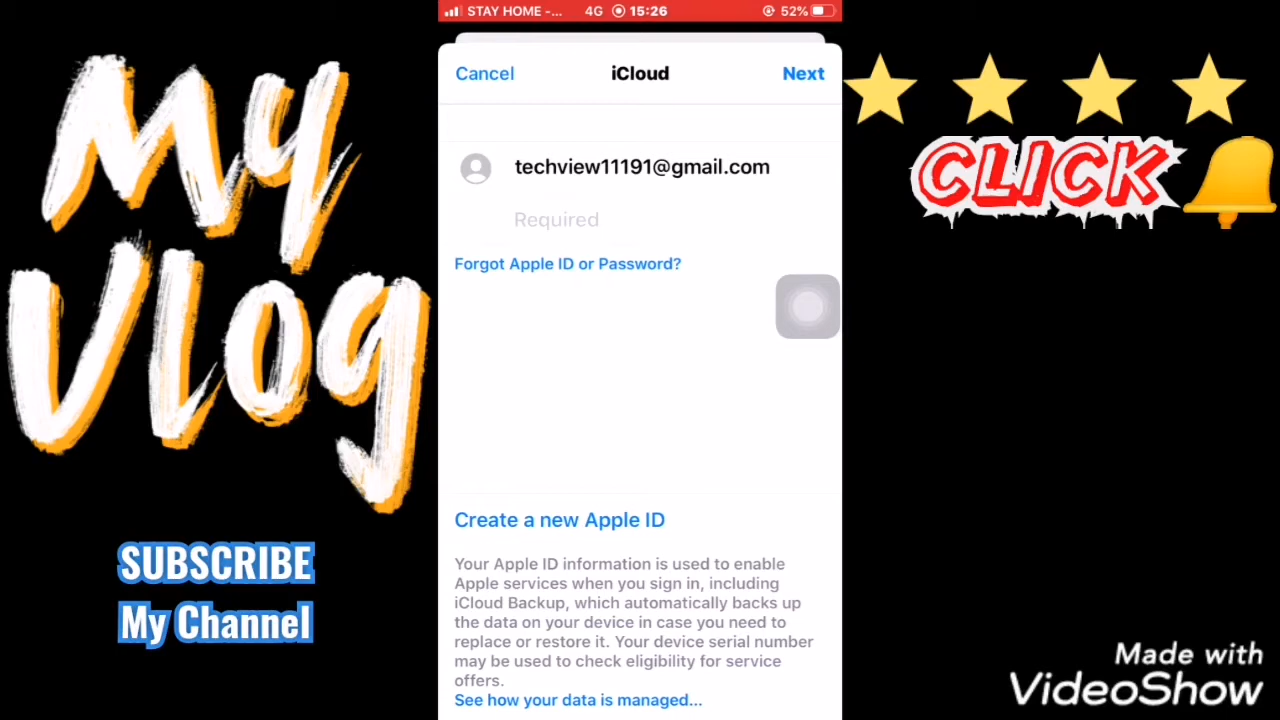 My
Vlog
SUBSCRIBE
My Channel
STAY HOME -... 4G 15:26 52%
Cancel iCloud Next
techview11191@gmail.com
Required
Forgot Apple ID or Password?
Create a new Apple ID
Your Apple ID information is used to enable
Apple services when you sign in, including
iCloud Backup, which automatically backs up
the data on your device in case you need to
replace or restore it. Your device serial number
may be used to check eligibility for service
offers.
See how your data is managed...
CLICK
Made with
VideoShow